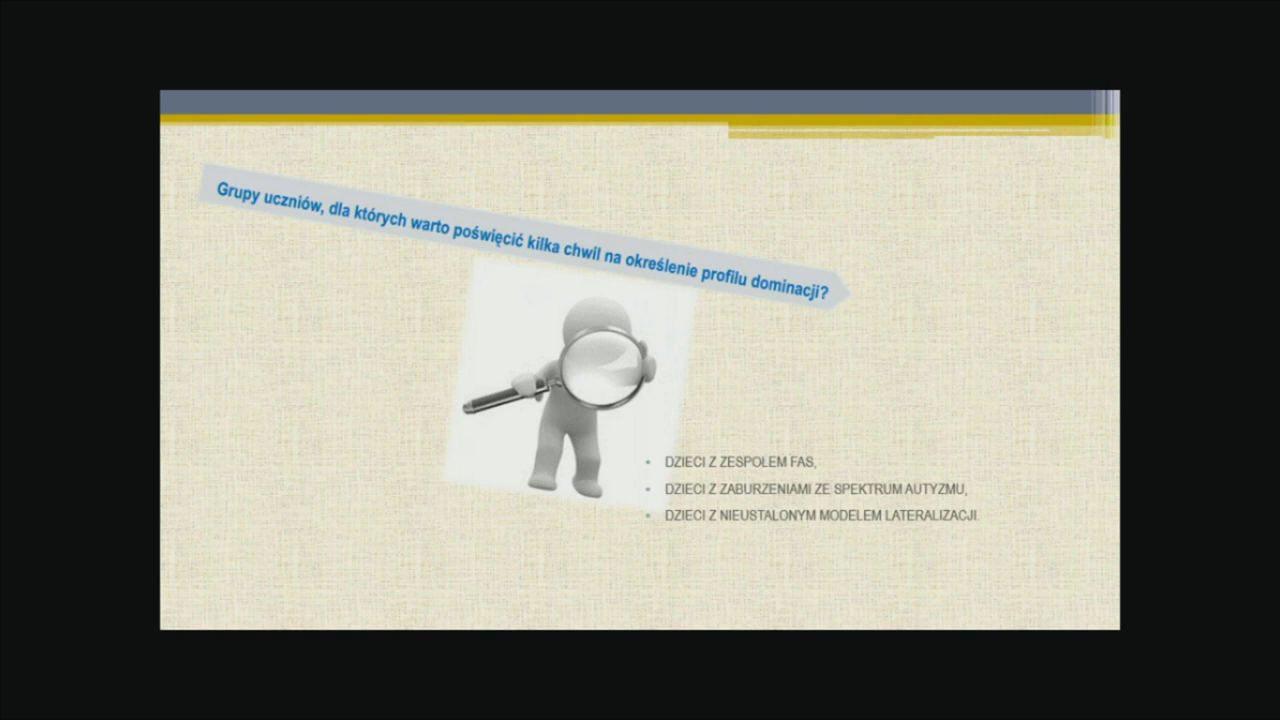 Grupy uczniów, dla których warto poświęcić kilka chwil na określenie profilu dominacji?
• DZIECI Z ZESPOŁEM FAS,
• DZIECI Z ZABURZENIAMI ZE SPEKTRUM AUTYZMU,
• DZIECI Z NIEUSTALONYM MODELEM LATERALIZACJI.